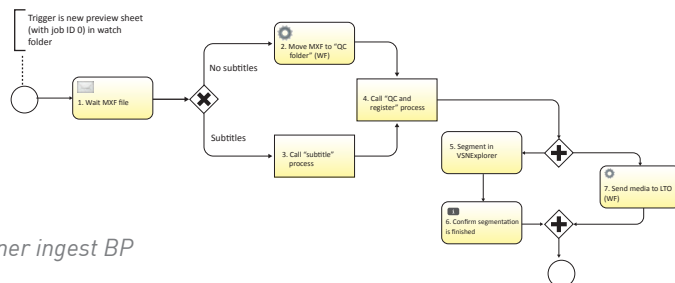 Trigger is new preview sheet
(with job ID 0) in watch
folder
1. Wait MXF file
No subtitles
Subtitles
2. Move MXF to “QC
folder” (WF)
3. Call “subtitle”
process
4. Call “QC and
register” process
5. Segment in
VSNExplorer
6. Confirm segmentation
is finished
7. Send media to LTO
(WF)
ingest BP